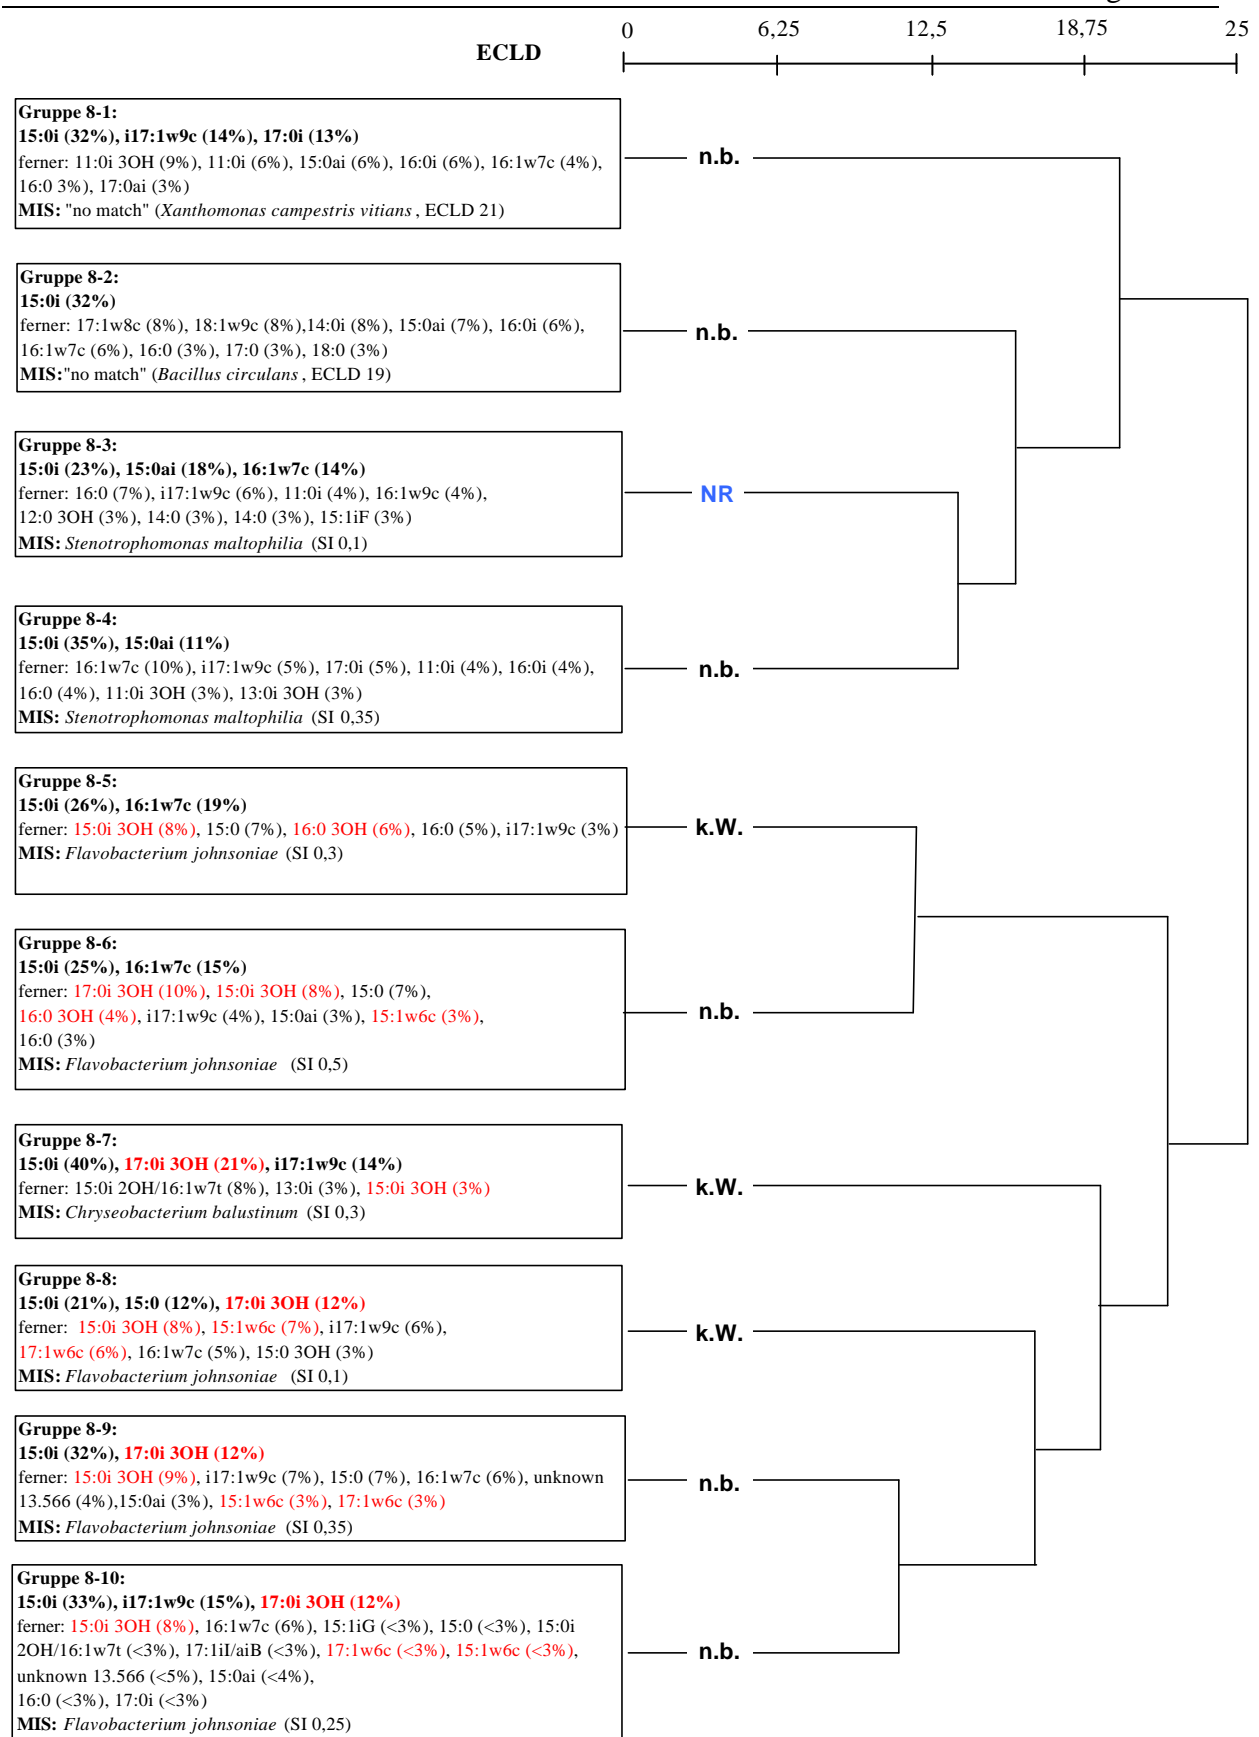 0 6,25 12,5 18,75 25
ECLD
Gruppe 8-1:
15:0i (32%), i17:1w9c (14%), 17:0i (13%)
ferner: 11:0i 3OH (9%), 11:0i (6%), 15:0ai (6%), 16:0i (6%), 16:1w7c (4%),
16:0 3%), 17:0ai (3%)
MIS: "no match" (Xanthomonas campestris vitians, ECLD 21)
n.b.
Gruppe 8-2:
15:0i (32%)
ferner: 17:1w8c (8%), 18:1w9c (8%),14:0i (8%), 15:0ai (7%), 16:0i (6%),
16:1w7c (6%), 16:0 (3%), 17:0 (3%), 18:0 (3%)
MIS:"no match" (Bacillus circulans, ECLD 19)
n.b.
Gruppe 8-3:
15:0i (23%), 15:0ai (18%), 16:1w7c (14%)
ferner: 16:0 (7%), i17:1w9c (6%), 11:0i (4%), 16:1w9c (4%),
12:0 3OH (3%), 14:0 (3%), 14:0 (3%), 15:1iF (3%)
MIS: Stenotrophomonas maltophilia (SI 0,1)
NR
Gruppe 8-4:
15:0i (35%), 15:0ai (11%)
ferner: 16:1w7c (10%), i17:1w9c (5%), 17:0i (5%), 11:0i (4%), 16:0i (4%),
16:0 (4%), 11:0i 3OH (3%), 13:0i 3OH (3%)
MIS: Stenotrophomonas maltophilia (SI 0,35)
n.b.
Gruppe 8-5:
15:0i (26%), 16:1w7c (19%)
ferner: 15:0i 3OH (8%), 15:0 (7%), 16:0 3OH (6%), 16:0 (5%), i17:1w9c (3%)
MIS: Flavobacterium johnsoniae (SI 0,3)
k.W.
Gruppe 8-6:
15:0i (25%), 16:1w7c (15%)
ferner: 17:0i 3OH (10%), 15:0i 3OH (8%), 15:0 (7%),
16:0 3OH (4%), i17:1w9c (4%), 15:0ai (3%), 15:1w6c (3%),
16:0 (3%)
MIS: Flavobacterium johnsoniae (SI 0,5)
n.b.
Gruppe 8-7:
15:0i (40%), 17:0i 3OH (21%), i17:1w9c (14%)
ferner: 15:0i 2OH/16:1w7t (8%), 13:0i (3%), 15:0i 3OH (3%)
MIS: Chryseobacterium balustinum (SI 0,3)
k.W.
Gruppe 8-8:
15:0i (21%), 15:0 (12%), 17:0i 3OH (12%)
ferner: 15:0i 3OH (8%), 15:1w6c (7%), i17:1w9c (6%),
17:1w6c (6%), 16:1w7c (5%), 15:0 3OH (3%)
MIS: Flavobacterium johnsoniae (SI 0,1)
k.W.
Gruppe 8-9:
15:0i (32%), 17:0i 3OH (12%)
ferner: 15:0i 3OH (9%), i17:1w9c (7%), 15:0 (7%), 16:1w7c (6%), unknown
13.566 (4%),15:0ai (3%), 15:1w6c (3%), 17:1w6c (3%)
MIS: Flavobacterium johnsoniae (SI 0,35)
n.b.
Gruppe 8-10:
15:0i (33%), i17:1w9c (15%), 17:0i 3OH (12%)
ferner: 15:0i 3OH (8%), 16:1w7c (6%), 15:1iG (<3%), 15:0 (<3%), 15:0i
2OH/16:1w7t (<3%), 17:1iI/aiB (<3%), 17:1w6c (<3%), 15:1w6c (<3%),
unknown 13.566 (<5%), 15:0ai (<4%),
16:0 (<3%), 17:0i (<3%)
MIS: Flavobacterium johnsoniae (SI 0,25)
n.b.